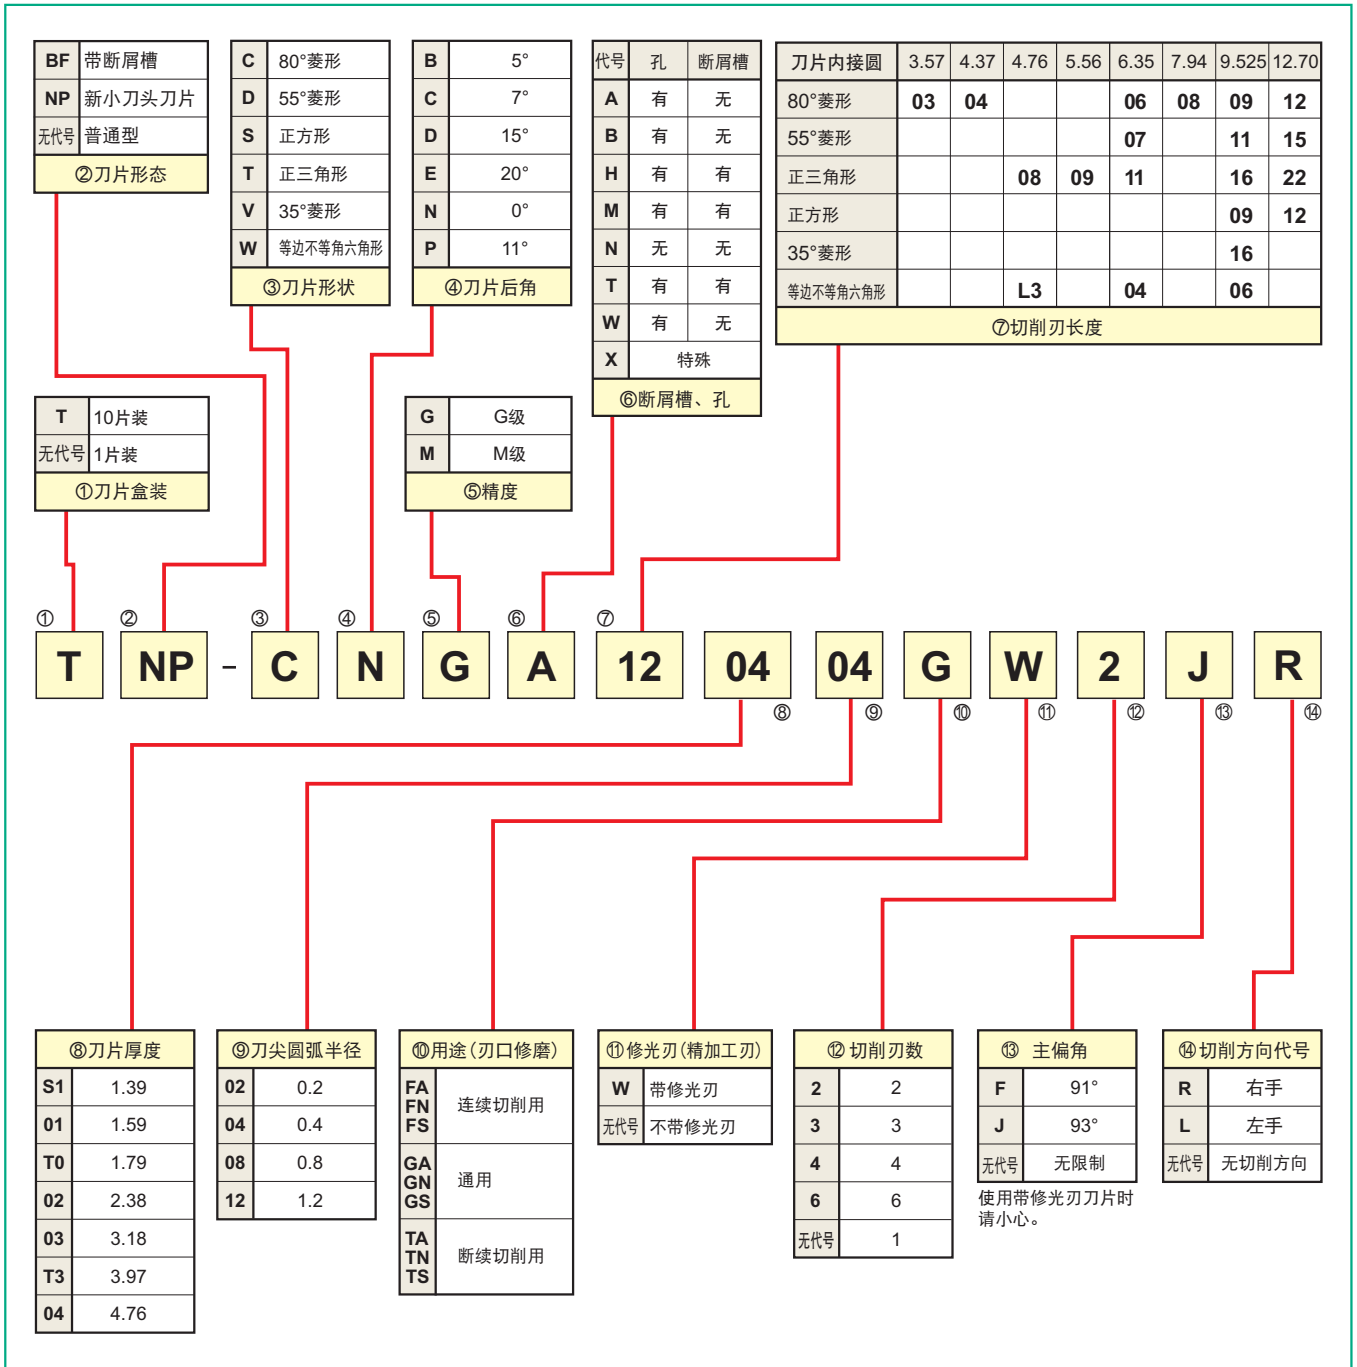 BF 带断屑槽
NP 新小刀头刀片
无代号 普通型
②刀片形态
C 80°菱形
D 55°菱形
S 正方形
T 正三角形
V 35°菱形
W 等边不等角六角形
③刀片形状
B 5°
C 7°
D 15°
E 20°
N 0°
P 11°
④刀片后角
代号 孔 断屑槽
A 有 无
B 有 无
H 有 有
M 有 有
N 无 无
T 有 有
W 有 无
X 特殊
⑥断屑槽、孔
刀片内接圆 3.57 4.37 4.76 5.56 6.35 7.94 9.525 12.70
80°菱形 03 04 06 08 09 12
55°菱形 07 11 15
正三角形 08 09 11 16 22
正方形 09 12
35°菱形 16
等边不等角六角形 L3 04 06
⑦切削刃长度
T 10片装
无代号 1片装
①刀片盒装
G G级
M M级
⑤精度
① ② ③ ④ ⑤ ⑥ ⑦
T NP - C N G A 12 04 04 G W 2 J R
⑧ ⑨ ⑩ ⑪ ⑫ ⑬ ⑭
⑧刀片厚度
S1 1.39
01 1.59
T0 1.79
02 2.38
03 3.18
T3 3.97
04 4.76
⑨刀尖圆弧半径
02 0.2
04 0.4
08 0.8
12 1.2
⑩用途(刃口修磨)
FA
FN 连续切削用
FS
GA
GN 通用
GS
TA
TN 断续切削用
TS
⑪修光刃(精加工刃)
W 带修光刃
无代号 不带修光刃
⑫ 切削刃数
2 2
3 3
4 4
6 6
无代号 1
⑬ 主偏角
F 91°
J 93°
无代号 无限制
使用带修光刃刀片时
请小心。
⑭切削方向代号
R 右手
L 左手
无代号 无切削方向